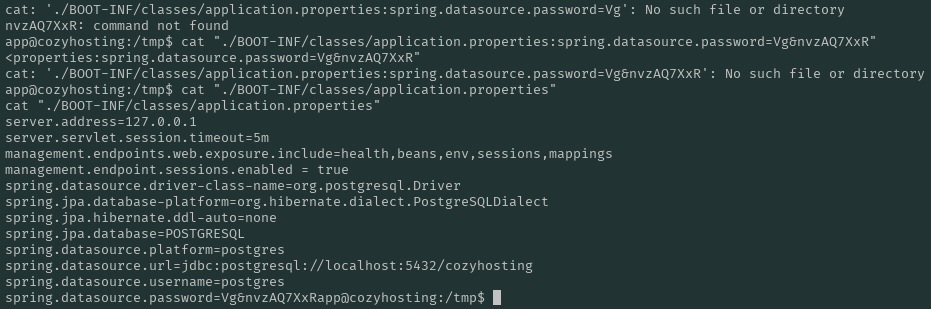 cat: './BOOT-INF/classes/application.properties:spring.datasource.password=Vg': No such file or directory
nvzAQ7XxR: command not found
app@cozyhosting:/tmp$ cat "./BOOT-INF/classes/application.properties:spring.datasource.password=Vg&nvzAQ7XxR"
<properties:spring.datasource.password=Vg&nvzAQ7XxR"
cat: './BOOT-INF/classes/application.properties:spring.datasource.password=Vg&nvzAQ7XxR': No such file or directory
app@cozyhosting:/tmp$ cat "./BOOT-INF/classes/application.properties"
cat "./BOOT-INF/classes/application.properties"
server.address=127.0.0.1
server.servlet.session.timeout=5m
management.endpoints.web.exposure.include=health,beans,env,sessions,mappings
management.endpoint.sessions.enabled = true
spring.datasource.driver-class-name=org.postgresql.Driver
spring.jpa.database-platform=org.hibernate.dialect.PostgreSQLDialect
spring.jpa.hibernate.ddl-auto=none
spring.jpa.database=POSTGRESQL
spring.datasource.platform=postgres
spring.datasource.url=jdbc:postgresql://localhost:5432/cozyhosting
spring.datasource.username=postgres
spring.datasource.password=Vg&nvzAQ7XxRapp@cozyhosting:/tmp$